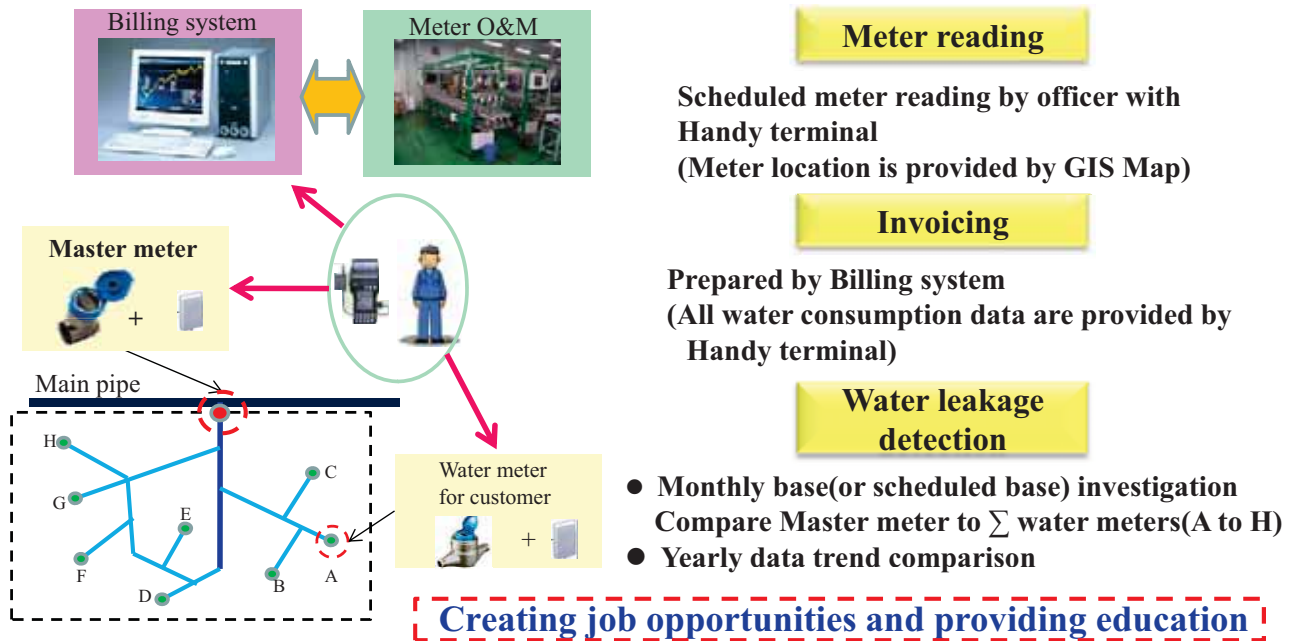 Billing system
Meter O&M
Meter reading
Scheduled meter reading by officer with
Handy terminal
(Meter location is provided by GIS Map)
Invoicing
Prepared by Billing system
(All water consumption data are provided by
Handy terminal)
Water leakage
detection
● Monthly base(or scheduled base) investigation
Compare Master meter to ∑ water meters(A to H)
● Yearly data trend comparison
Creating job opportunities and providing education
Master meter
+
Main pipe
H
G
F
E
D
C
B
A
Water meter
for customer
+